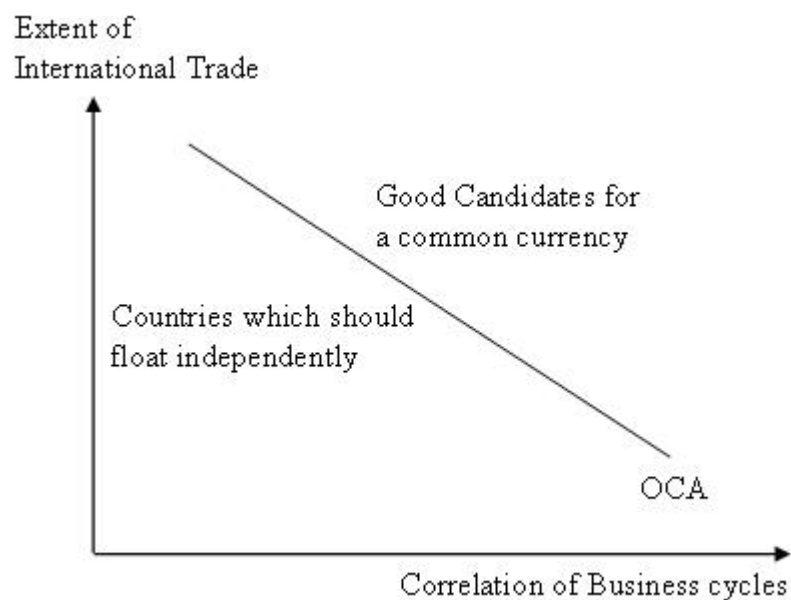 Extent of
International Trade
Good Candidates for
a common currency
Countries which should
float independently
OCA
Correlation of Business cycles